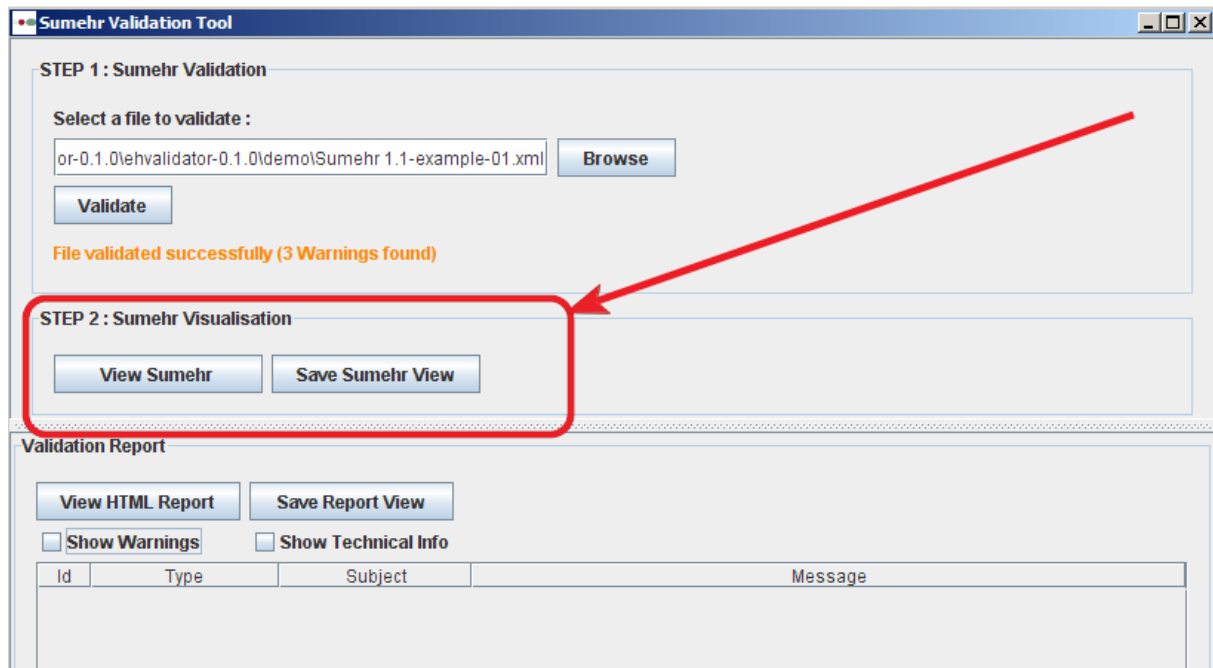 Sumehr Validation Tool
STEP 1 : Sumehr Validation
Select a file to validate :
or-0.1.0\ehvalidator-0.1.0\demo\Sumehr 1.1-example-01.xml Browse
Validate
File validated successfully (3 Warnings found)
STEP 2 : Sumehr Visualisation
View Sumehr Save Sumehr View
Validation Report
View HTML Report Save Report View
Show Warnings Show Technical Info
Id Type Subject Message